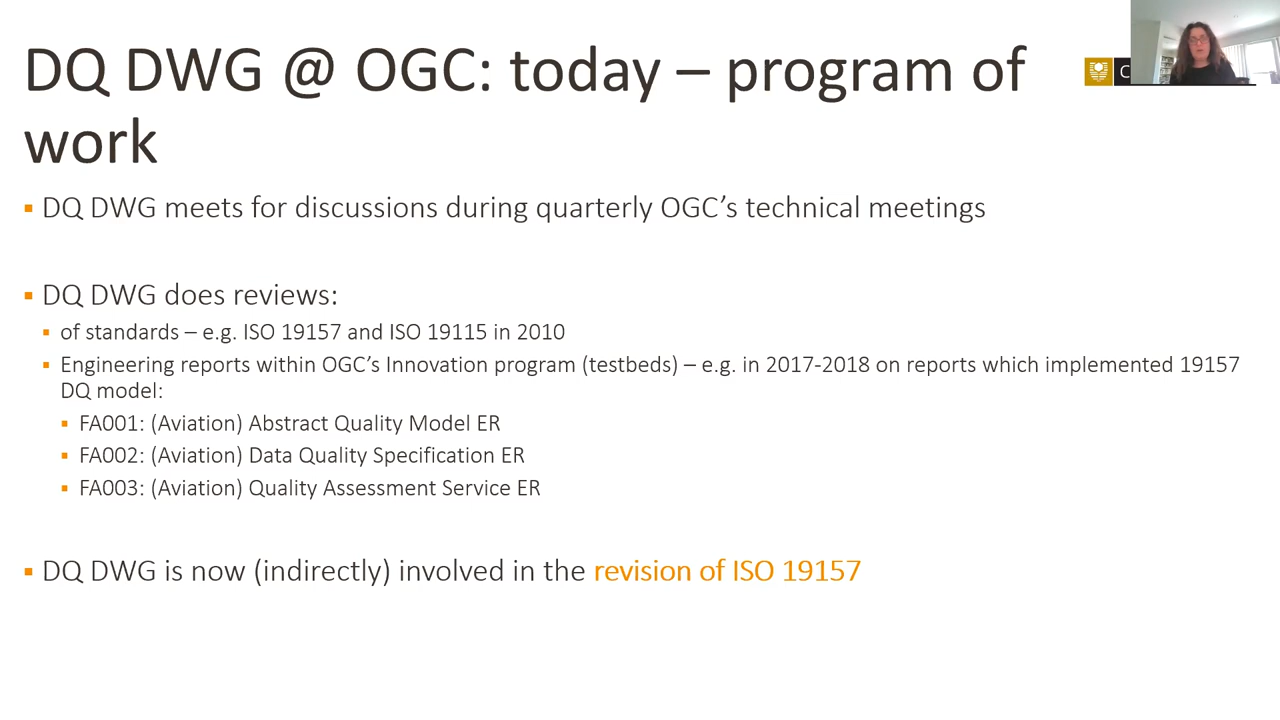 DQ DWG @ OGC: today – program of
work
▪ DQ DWG meets for discussions during quarterly OGC’s technical meetings
▪ DQ DWG does reviews:
▪ of standards – e.g. ISO 19157 and ISO 19115 in 2010
▪ Engineering reports within OGC’s Innovation program (testbeds) – e.g. in 2017-2018 on reports which implemented 19157
DQ model:
▪ FA001: (Aviation) Abstract Quality Model ER
▪ FA002: (Aviation) Data Quality Specification ER
▪ FA003: (Aviation) Quality Assessment Service ER
▪ DQ DWG is now (indirectly) involved in the revision of ISO 19157